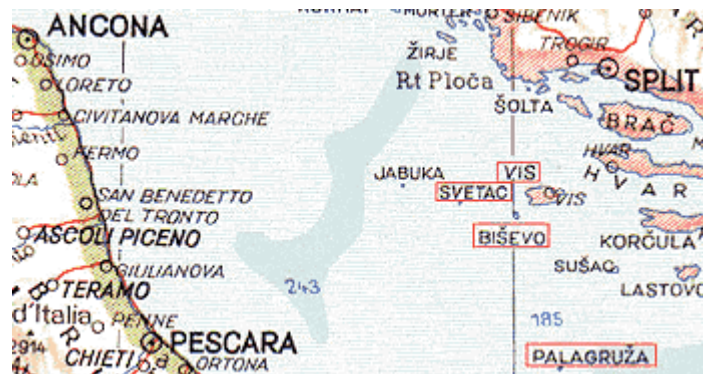 ANCONA
OSIMO
LORETO
CIVITANOVA MARCHE
FERMO
SAN BENEDETTO
DEL TRONTO
ASCOLI PICENO
GIULIANOVA
TERAMO
d'Italia
PENNE
2914
PESCARA
CHIETI
ORTONA
243
ŽIRJE
ŠIBENIK
Rt Ploča
TROGIR
SPLIT
ŠOLTA
BRAČ
HVAR
HVAR
JABUKA
VIS
SVETAC
VIS
BIŠEVO
KORČULA
SUŠAC
LASTOVO
185
PALAGRUŽA